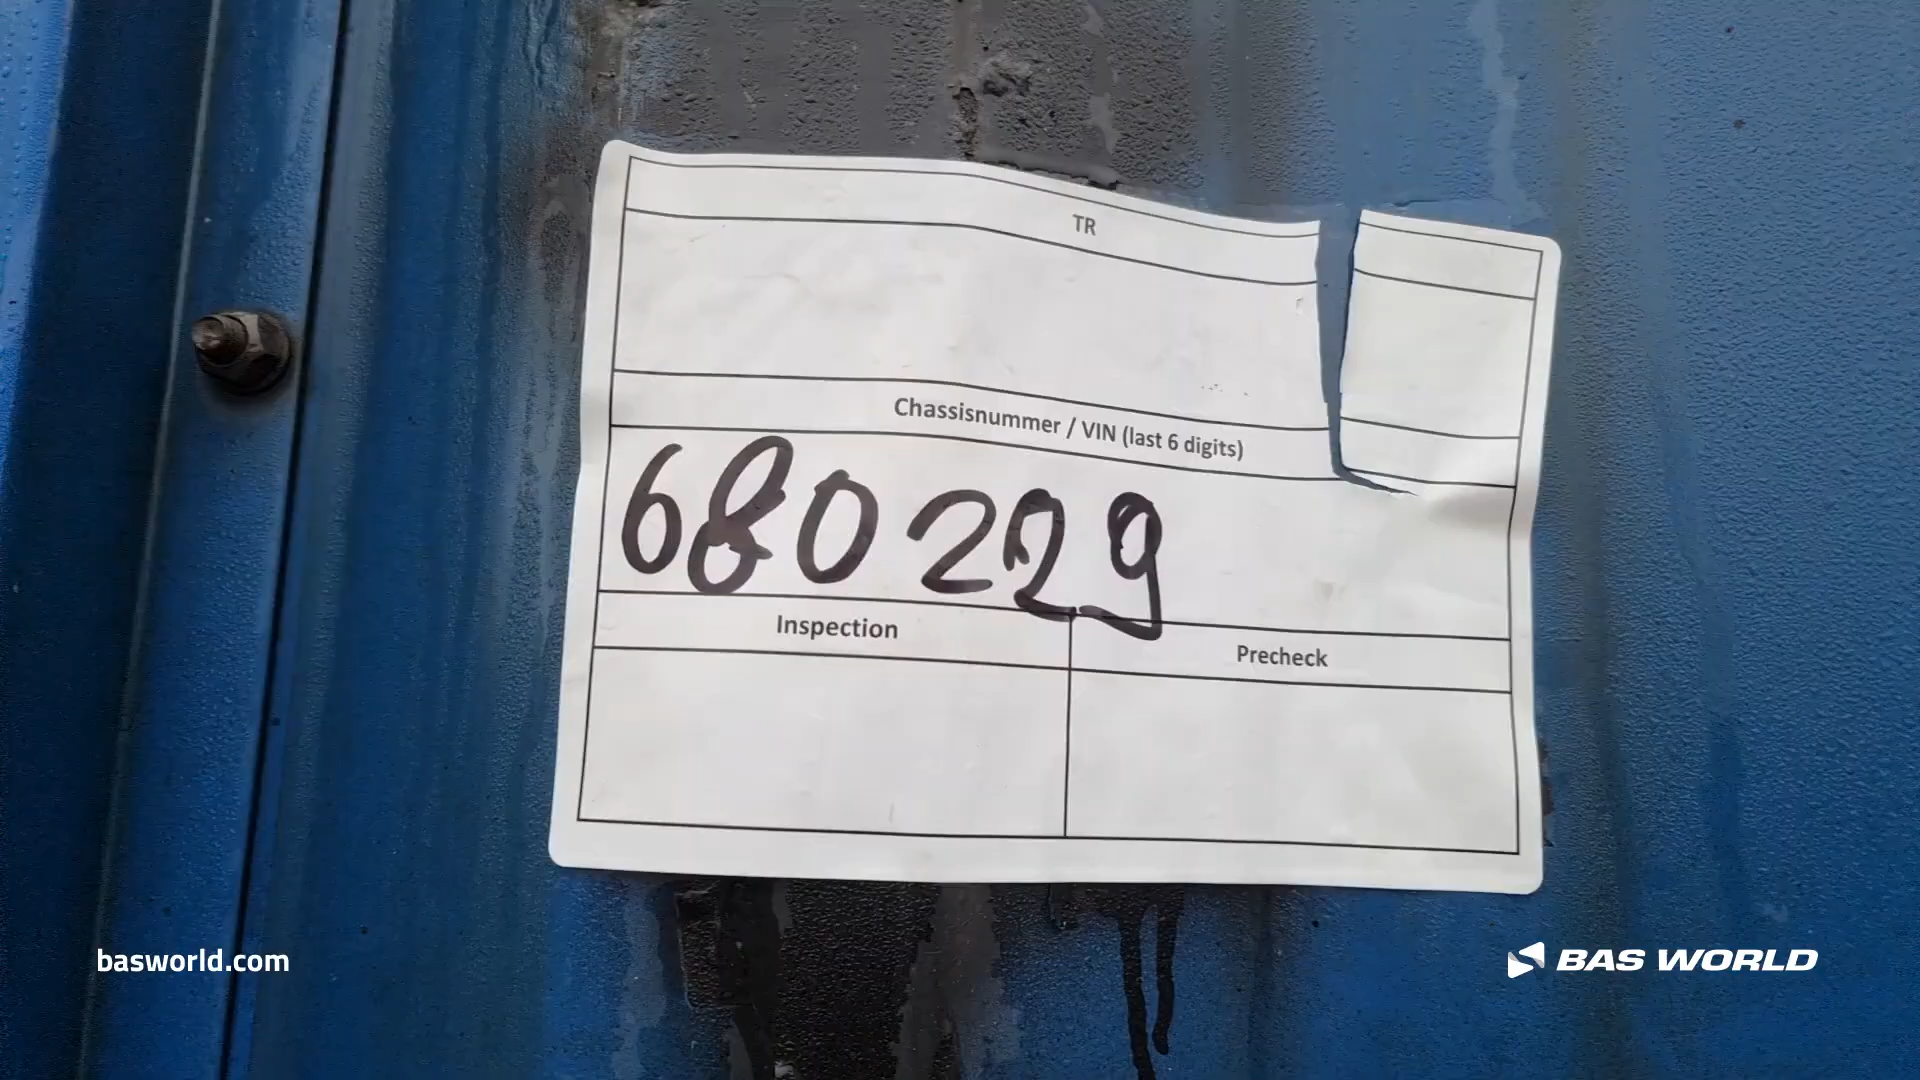 TR
Chassisnummer / VIN (last 6 digits)
680229
Inspection
Precheck
basworld.com
BAS WORLD